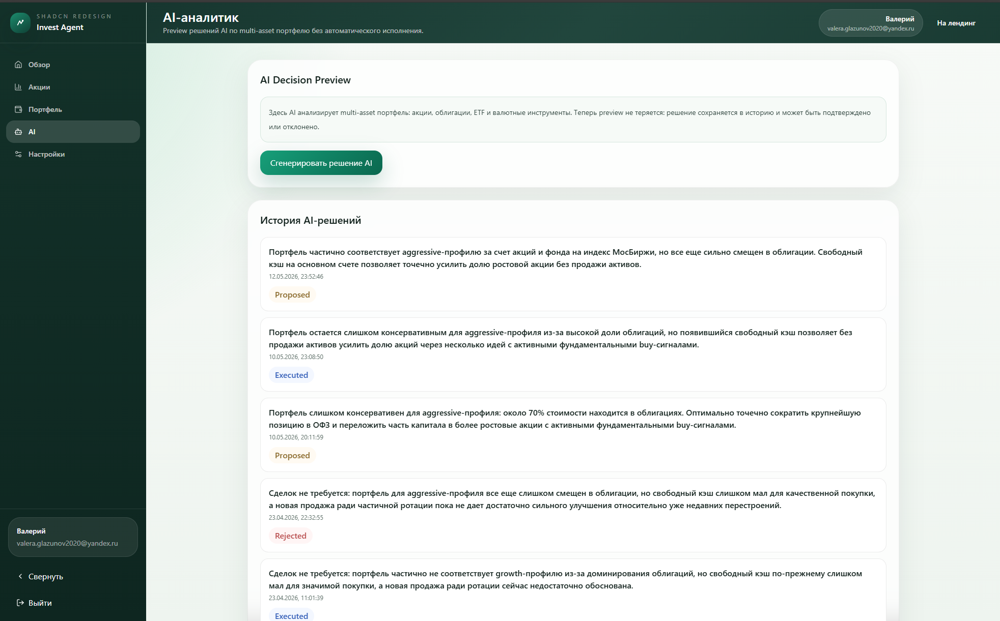 SHADCN REDESIGN
Invest Agent
Обзор
Акции
Портфель
AI
Настройки
Валерий
valera.glazunov2020@yandex.ru
Свернуть
Выйти
AI-аналитик
Preview решений AI по multi-asset портфелю без автоматического исполнения.
Валерий
valera.glazunov2020@yandex.ru
На лендинг
AI Decision Preview
Здесь AI анализирует multi-asset портфель: акции, облигации, ETF и валютные инструменты. Теперь preview не теряется: решение сохраняется в историю и может быть подтверждено
или отклонено.
Сгенерировать решение AI
История AI-решений
Портфель частично соответствует aggressive-профилю за счет акций и фонда на индекс МосБиржи, но все еще сильно смещен в облигации. Свободный
кэш на основном счете позволяет точечно усилить долю ростовой акции без продажи активов.
12.05.2026, 23:52:46
Proposed
Портфель остается слишком консервативным для aggressive-профиля из-за высокой доли облигаций, но появившийся свободный кэш позволяет без
продажи активов усилить долю акций через несколько идей с активными фундаментальными buy-сигналами.
10.05.2026, 23:08:50
Executed
Портфель слишком консервативен для aggressive-профиля: около 70% стоимости находится в облигациях. Оптимально точечно сократить крупнейшую
позицию в ОФЗ и переложить часть капитала в более ростовые акции с активными фундаментальными buy-сигналами.
10.05.2026, 20:11:59
Proposed
Сделок не требуется: портфель для aggressive-профиля все еще слишком смещен в облигации, но свободный кэш слишком мал для качественной покупки,
а новая продажа ради частичной ротации пока не дает достаточно сильного улучшения относительно уже недавних перестроений.
23.04.2026, 22:32:55
Rejected
Сделок не требуется: портфель частично не соответствует growth-профилю из-за доминирования облигаций, но свободный кэш по-прежнему слишком
мал для значимой покупки, а новая продажа ради ротации сейчас недостаточно обоснована.
23.04.2026, 11:01:39
Executed